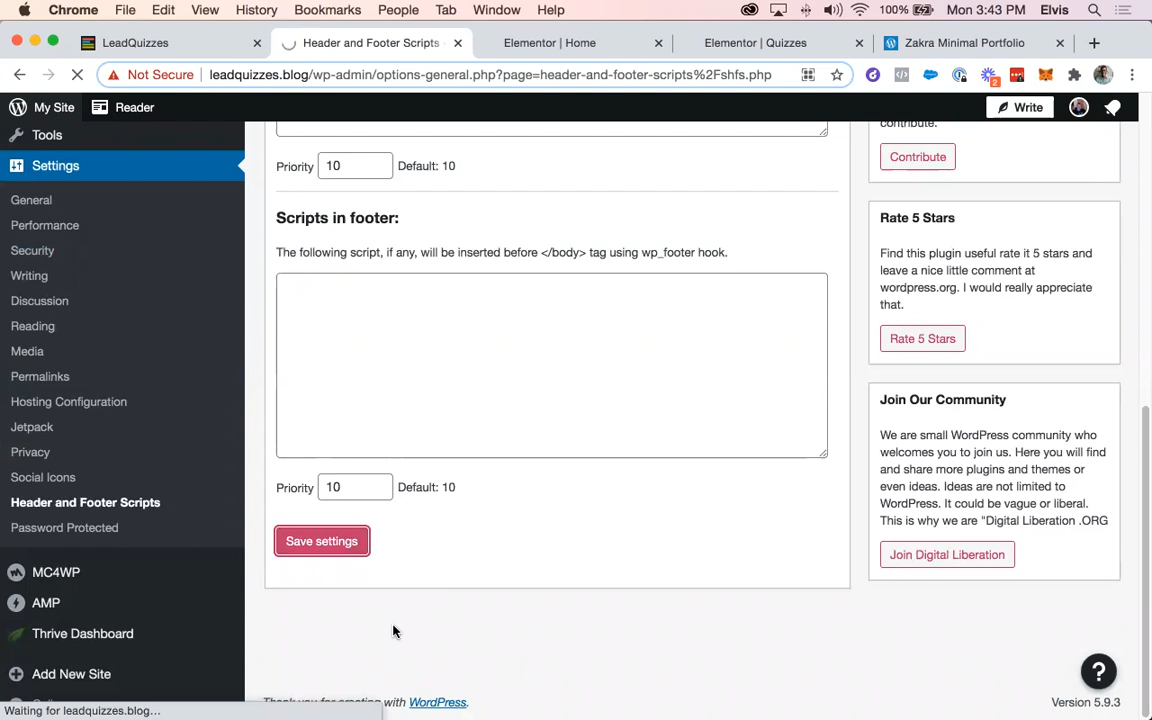 Chrome File Edit View History Bookmarks People Tab Window Help 100% Mon 3:43 PM Elvis
LeadQuizzes Header and Footer Scripts Elementor | Home Elementor | Quizzes Zakra Minimal Portfolio
Not Secure leadquizzes.blog/wp-admin/options-general.php?page=header-and-footer-scripts%2Fshfs.php 2
My Site Reader Write
Tools
Settings
General
Performance
Security
Writing
Discussion
Reading
Media
Permalinks
Hosting Configuration
Jetpack
Privacy
Social Icons
Header and Footer Scripts
Password Protected
MC4WP
AMP
Thrive Dashboard
Add New Site
Waiting for leadquizzes.blog…
Priority 10 Default: 10
Scripts in footer:
The following script, if any, will be inserted before </body> tag using wp_footer hook.
Priority 10 Default: 10
Save settings
Thank you for creating with WordPress.
contribute.
Contribute
Rate 5 Stars
Find this plugin useful rate it 5 stars and
leave a nice little comment at
wordpress.org. I would really appreciate
that.
Rate 5 Stars
Join Our Community
We are small WordPress community who
welcomes you to join us. Here you will find
and share more plugins and themes or
even ideas. Ideas are not limited to
WordPress. It could be vague or liberal.
This is why we are "Digital Liberation .ORG
Join Digital Liberation
?
Version 5.9.3